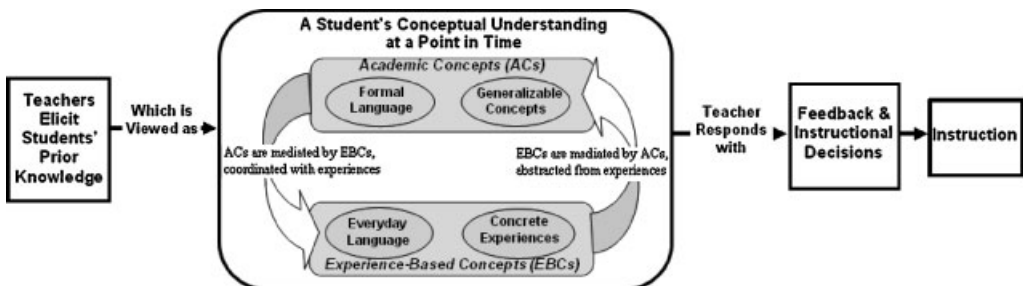 Teachers
Elicit
Students'
Prior
Knowledge
Which is
Viewed as
A Student's Conceptual Understanding
at a Point in Time
Academic Concepts (ACs)
Formal
Language
Generalizable
Concepts
ACs are mediated by EBCs,
coordinated with experiences
EBCs are mediated by ACs,
abstracted from experiences
Everyday
Language
Concrete
Experiences
Experience-Based Concepts (EBCs)
Teacher
Responds
with
Feedback &
Instructional
Decisions
Instruction